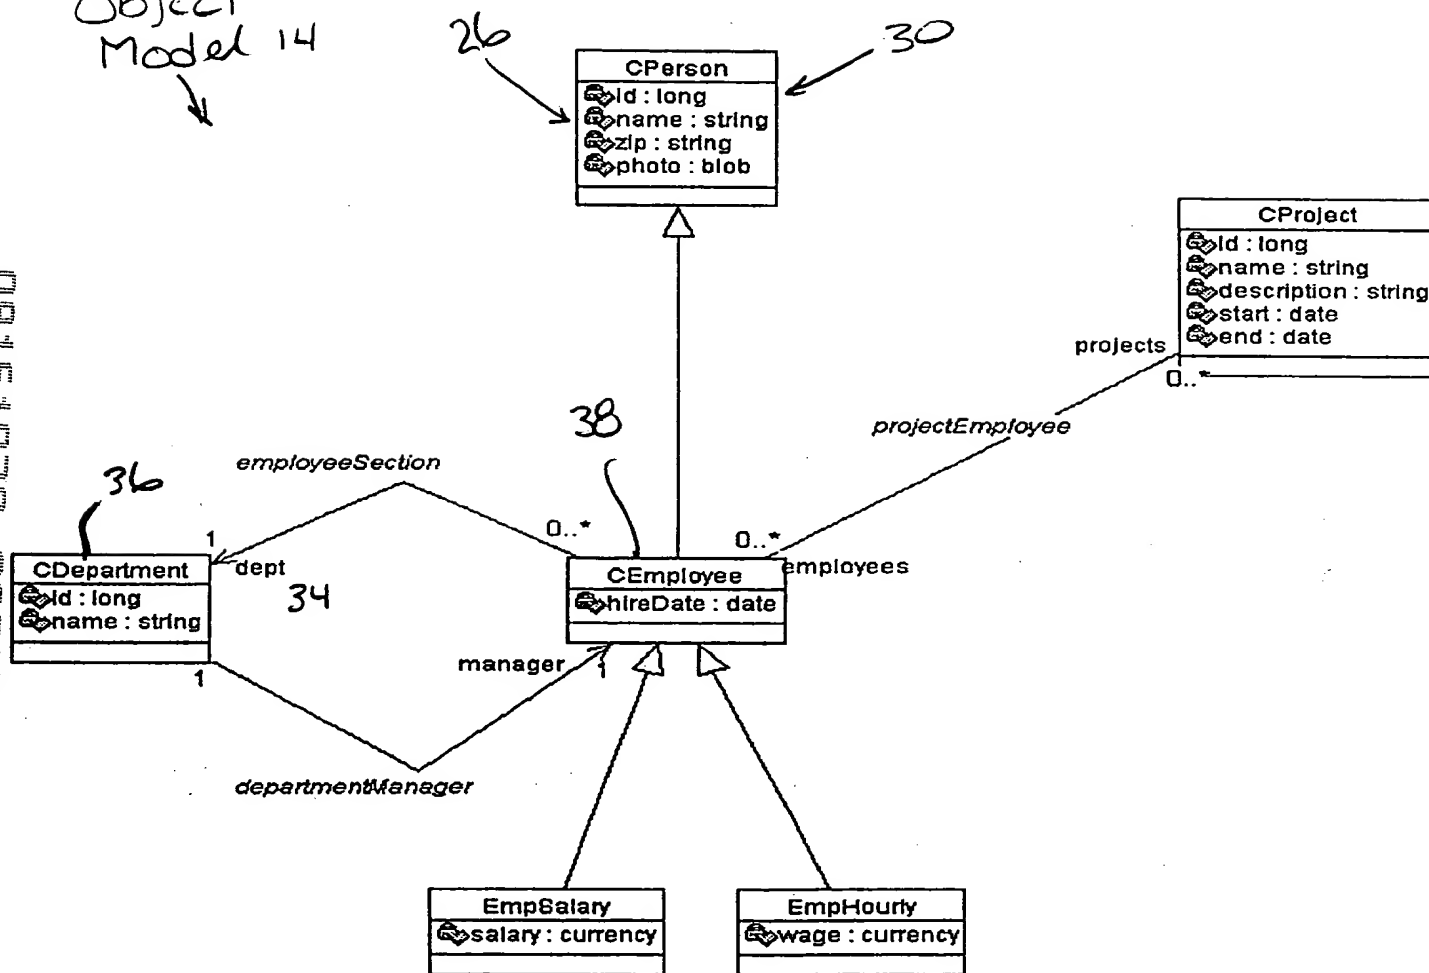 Object
Model 14
26
30
CPerson
id : long
name : string
zip : string
photo : blob
CProject
id : long
name : string
description : string
start : date
end : date
projects
0..*
projectEmployee
38
employeeSection
36
0..*
0..*
1
dept
employees
CDepartment
id : long
name : string
34
CEmployee
hireDate : date
manager
1
1
departmentManager
EmpSalary
salary : currency
EmpHourly
wage : currency